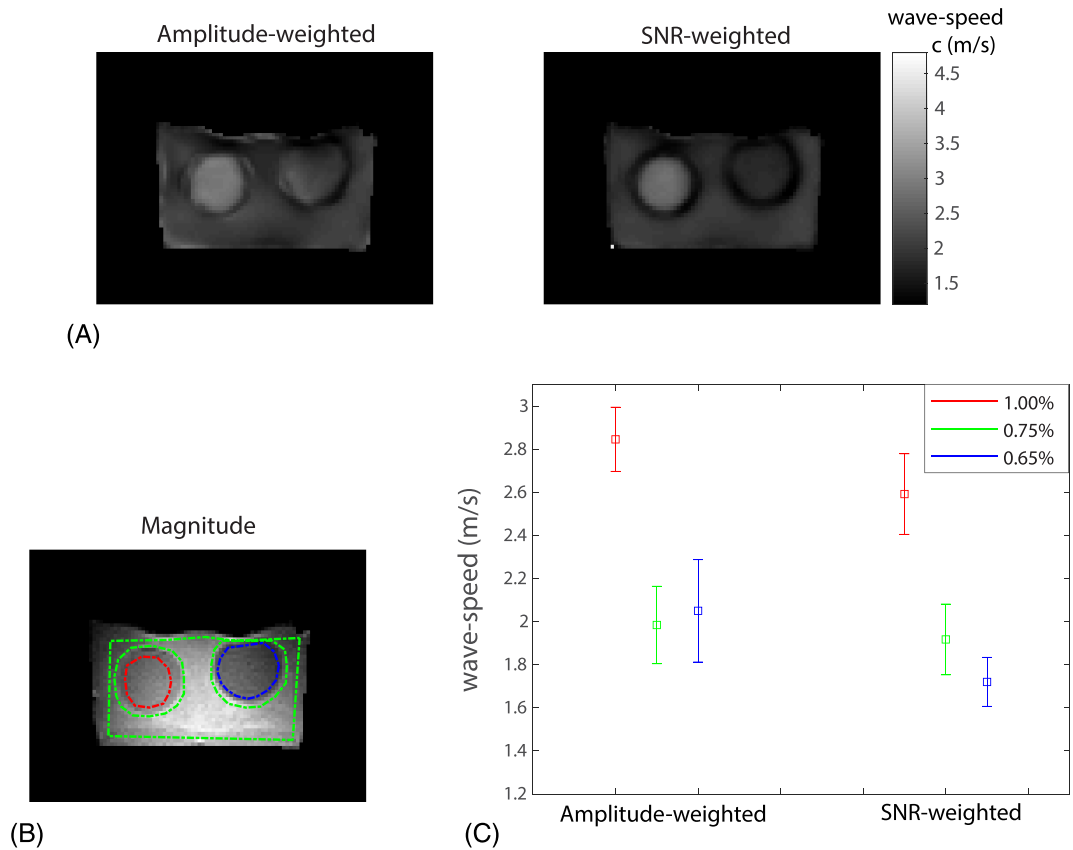 Amplitude-weighted
SNR-weighted
wave-speed
c (m/s)
4.5
4
3.5
3
2.5
2
1.5
(A)
Magnitude
(B)
wave-speed (m/s)
3
2.8
2.6
2.4
2.2
2
1.8
1.6
1.4
1.2
1.00%
0.75%
0.65%
Amplitude-weighted
SNR-weighted
(C)